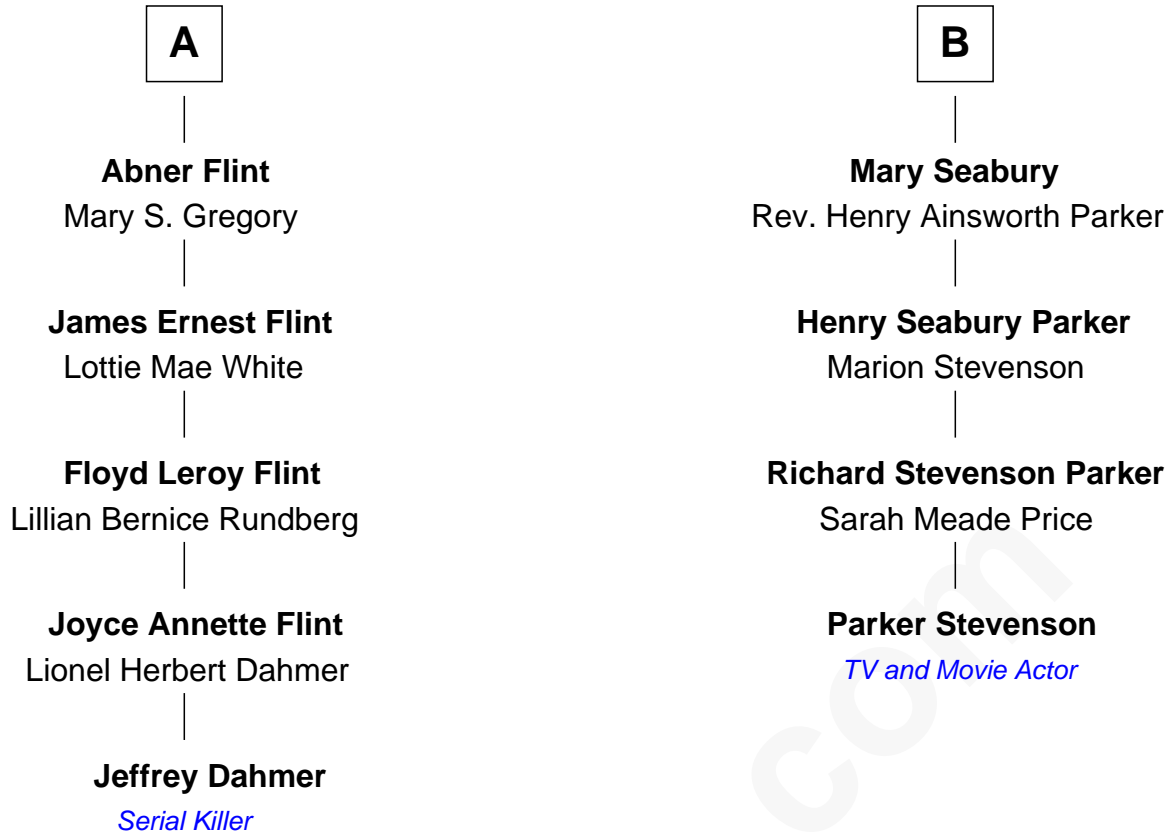 A
Abner Flint
Mary S. Gregory
James Ernest Flint
Lottie Mae White
Floyd Leroy Flint
Lillian Bernice Rundberg
Joyce Annette Flint
Lionel Herbert Dahmer
Jeffrey Dahmer
Serial Killer
B
Mary Seabury
Rev. Henry Ainsworth Parker
Henry Seabury Parker
Marion Stevenson
Richard Stevenson Parker
Sarah Meade Price
Parker Stevenson
TV and Movie Actor
com